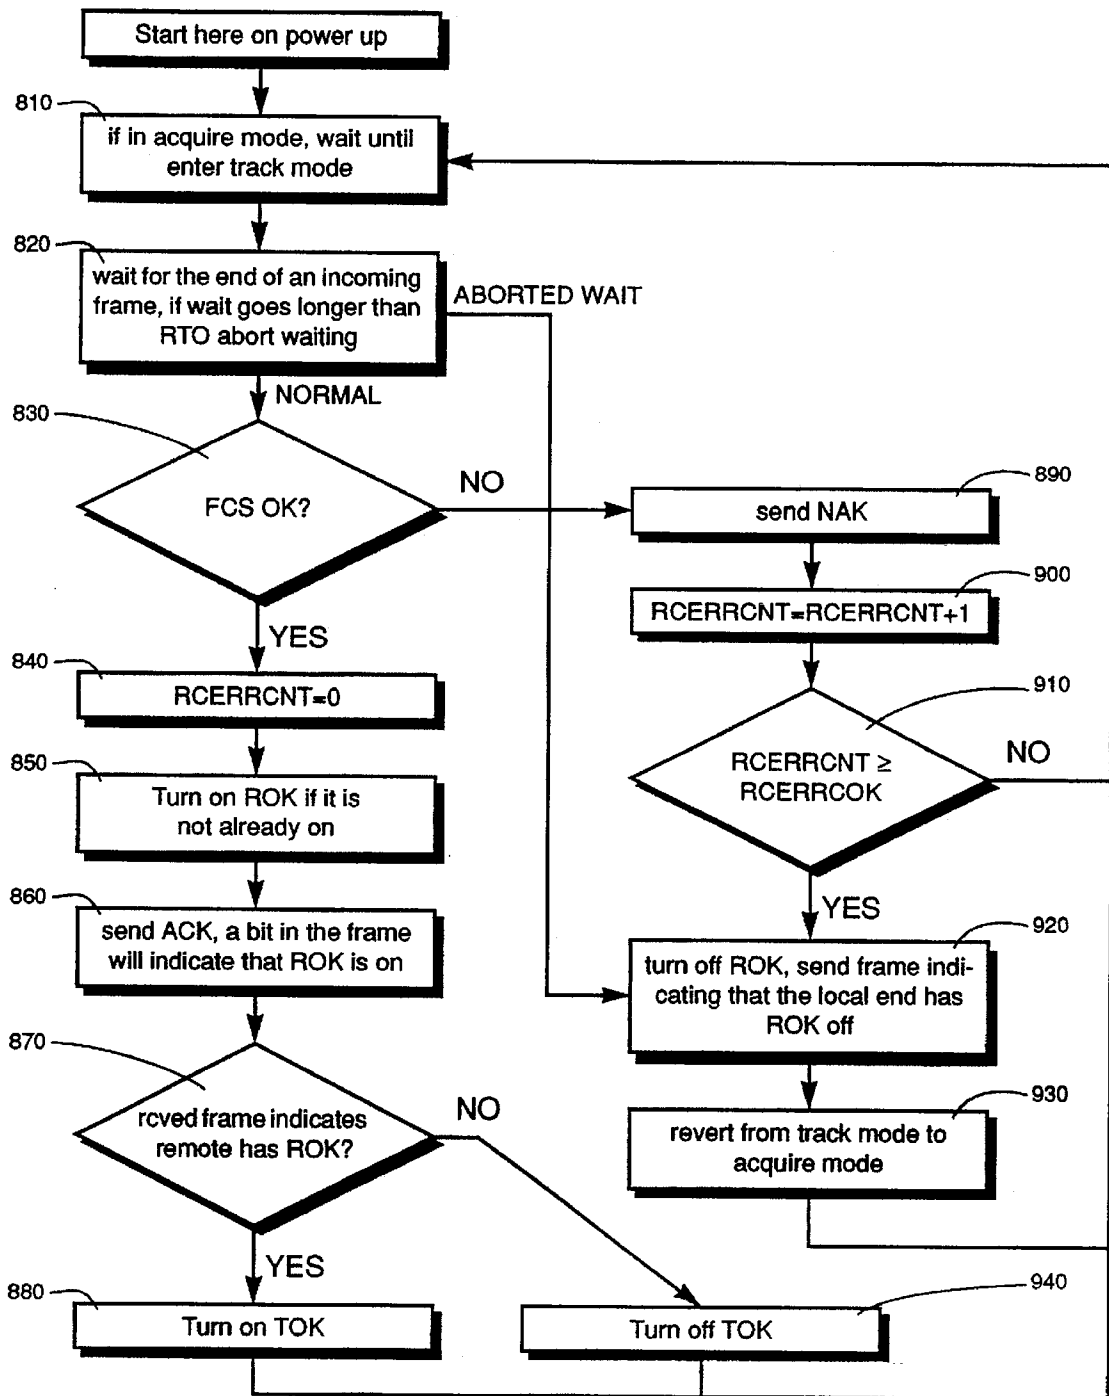 Start here on power up
810
if in acquire mode, wait until
enter track mode
820
wait for the end of an incoming
frame, if wait goes longer than
RTO abort waiting
ABORTED WAIT
NORMAL
830
FCS OK?
NO
YES
840
RCERRCNT=0
850
Turn on ROK if it is
not already on
860
send ACK, a bit in the frame
will indicate that ROK is on
870
rcved frame indicates
remote has ROK?
NO
YES
880
Turn on TOK
890
send NAK
900
RCERRCNT=RCERRCNT+1
910
RCERRCNT ≥
RCERRCOK
NO
YES
920
turn off ROK, send frame indi-
cating that the local end has
ROK off
930
revert from track mode to
acquire mode
940
Turn off TOK